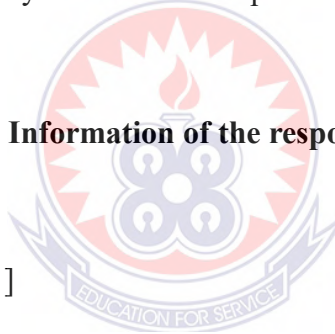 Information of the respo
]
EDUCATION FOR SERVICE